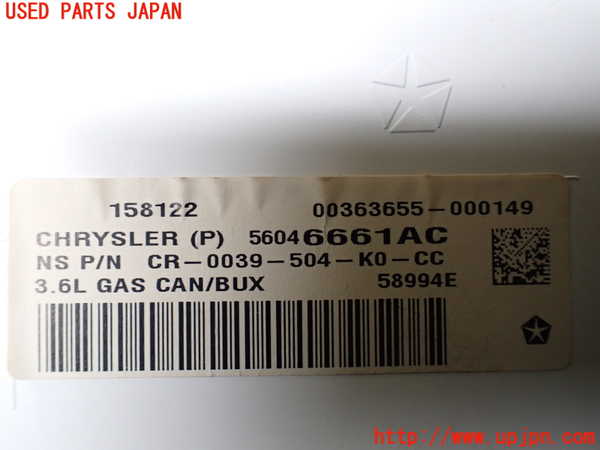 USED PARTS JAPAN
158122 00363655-000149
CHRYSLER (P) 56046661AC
NS P/N CR-0039-504-K0-CC
3.6L GAS CAN/BUX 58994E
http://www.upjpn.com/